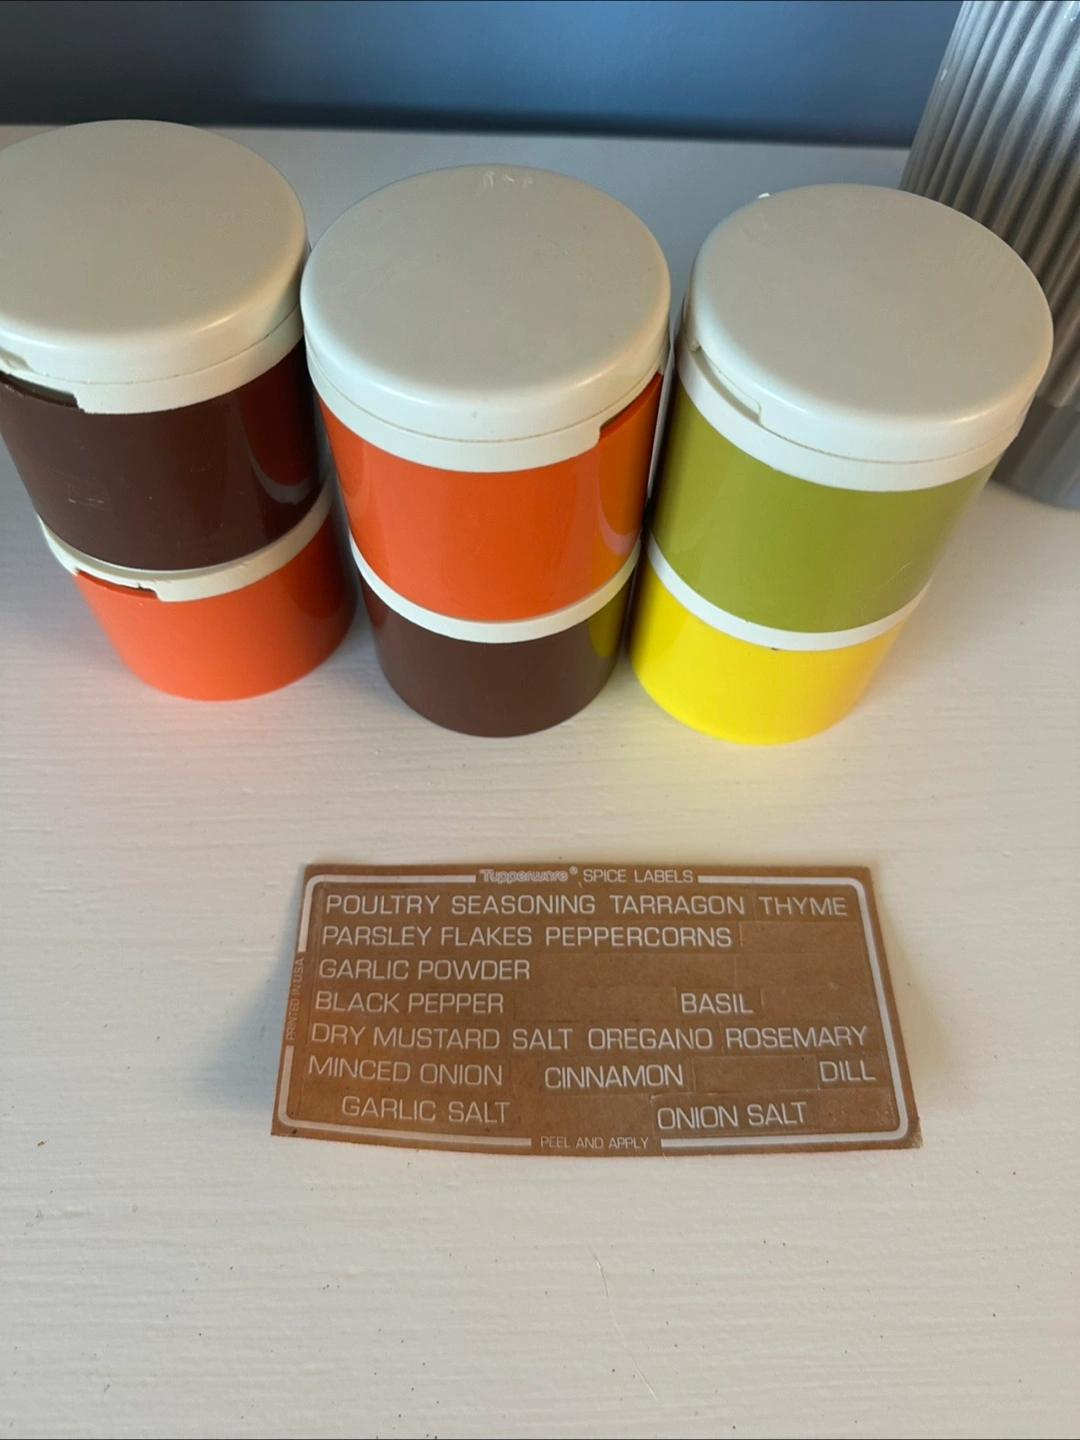 Tupperware® SPICE LABELS
POULTRY SEASONING TARRAGON THYME
PARSLEY FLAKES PEPPERCORNS
GARLIC POWDER
BLACK PEPPER BASIL
DRY MUSTARD SALT OREGANO ROSEMARY
MINCED ONION CINNAMON DILL
GARLIC SALT ONION SALT
PEEL AND APPLY
PRINTED IN USA